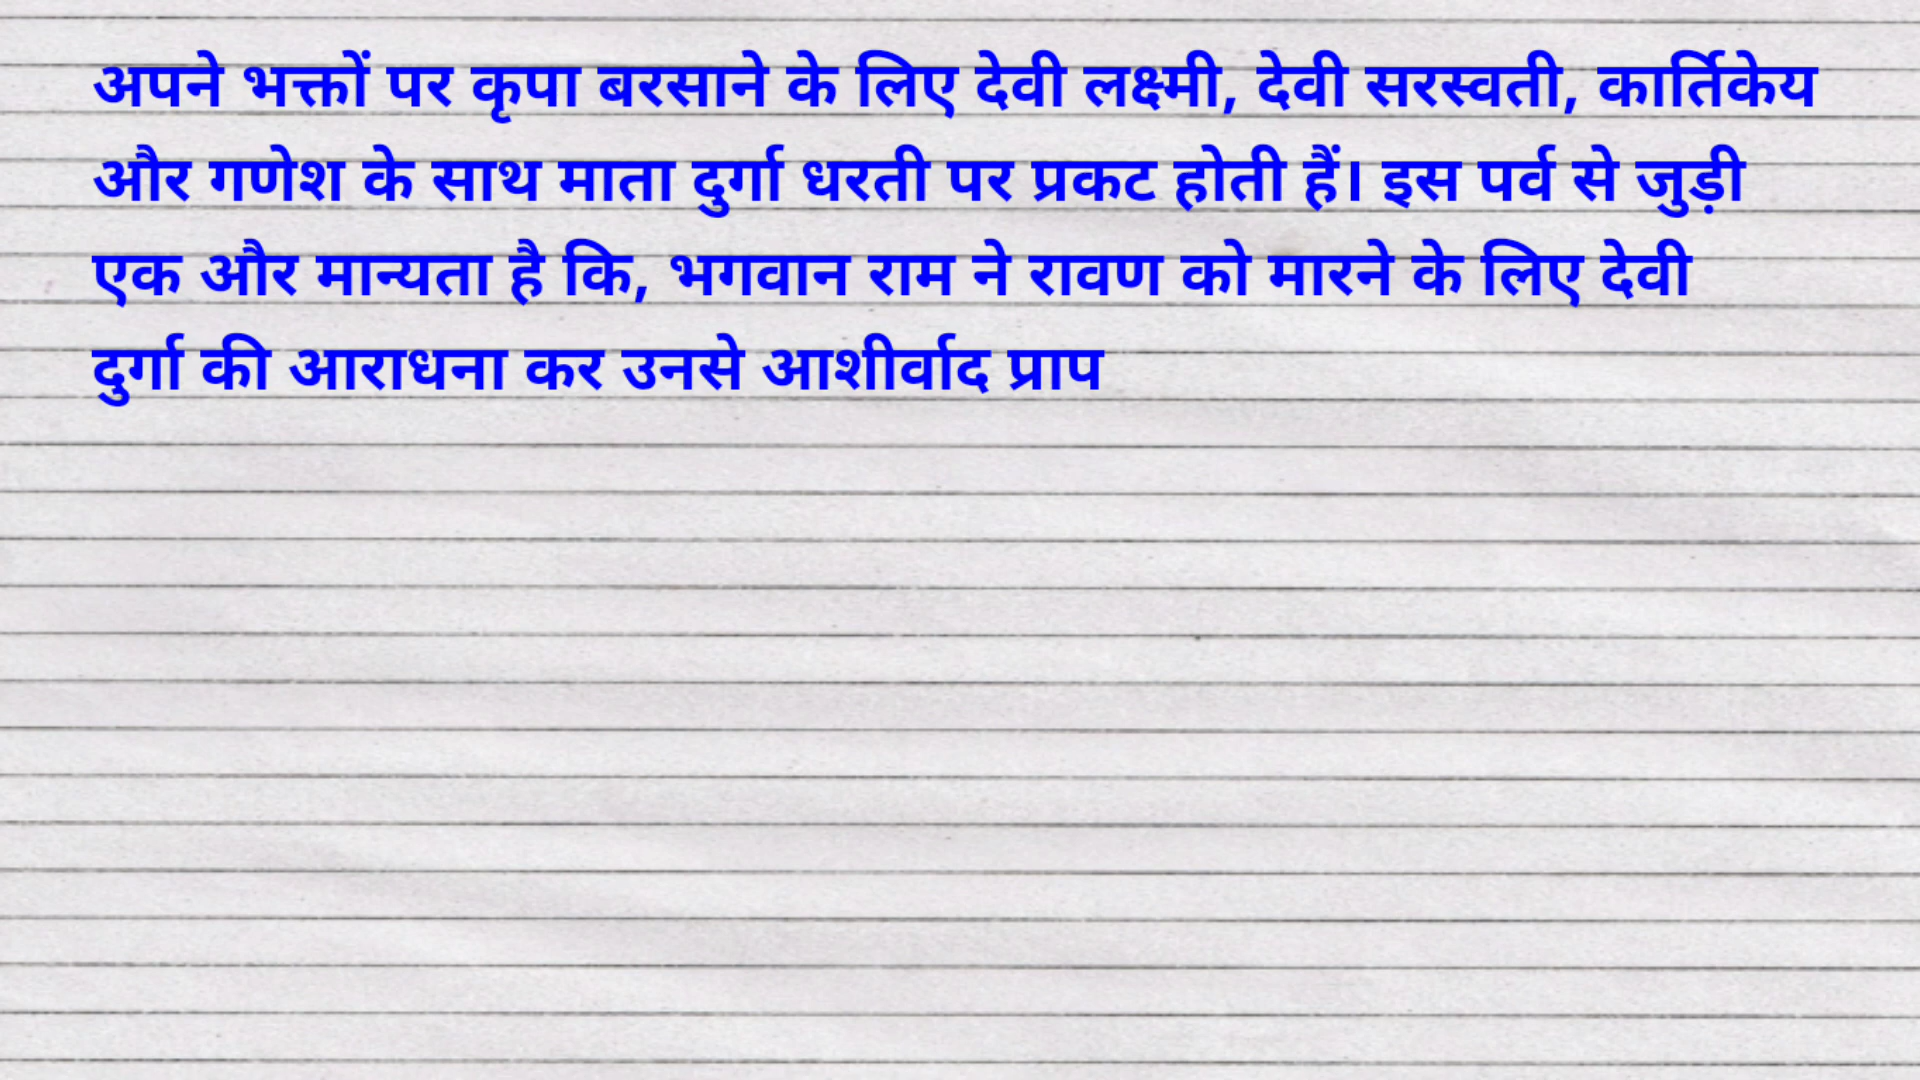 अपने भक्तों पर कृपा बरसाने के लिए देवी लक्ष्मी, देवी सरस्वती, कार्तिकेय
और गणेश के साथ माता दुर्गा धरती पर प्रकट होती हैं। इस पर्व से जुड़ी
एक और मान्यता है कि, भगवान राम ने रावण को मारने के लिए देवी
दुर्गा की आराधना कर उनसे आशीर्वाद प्राप